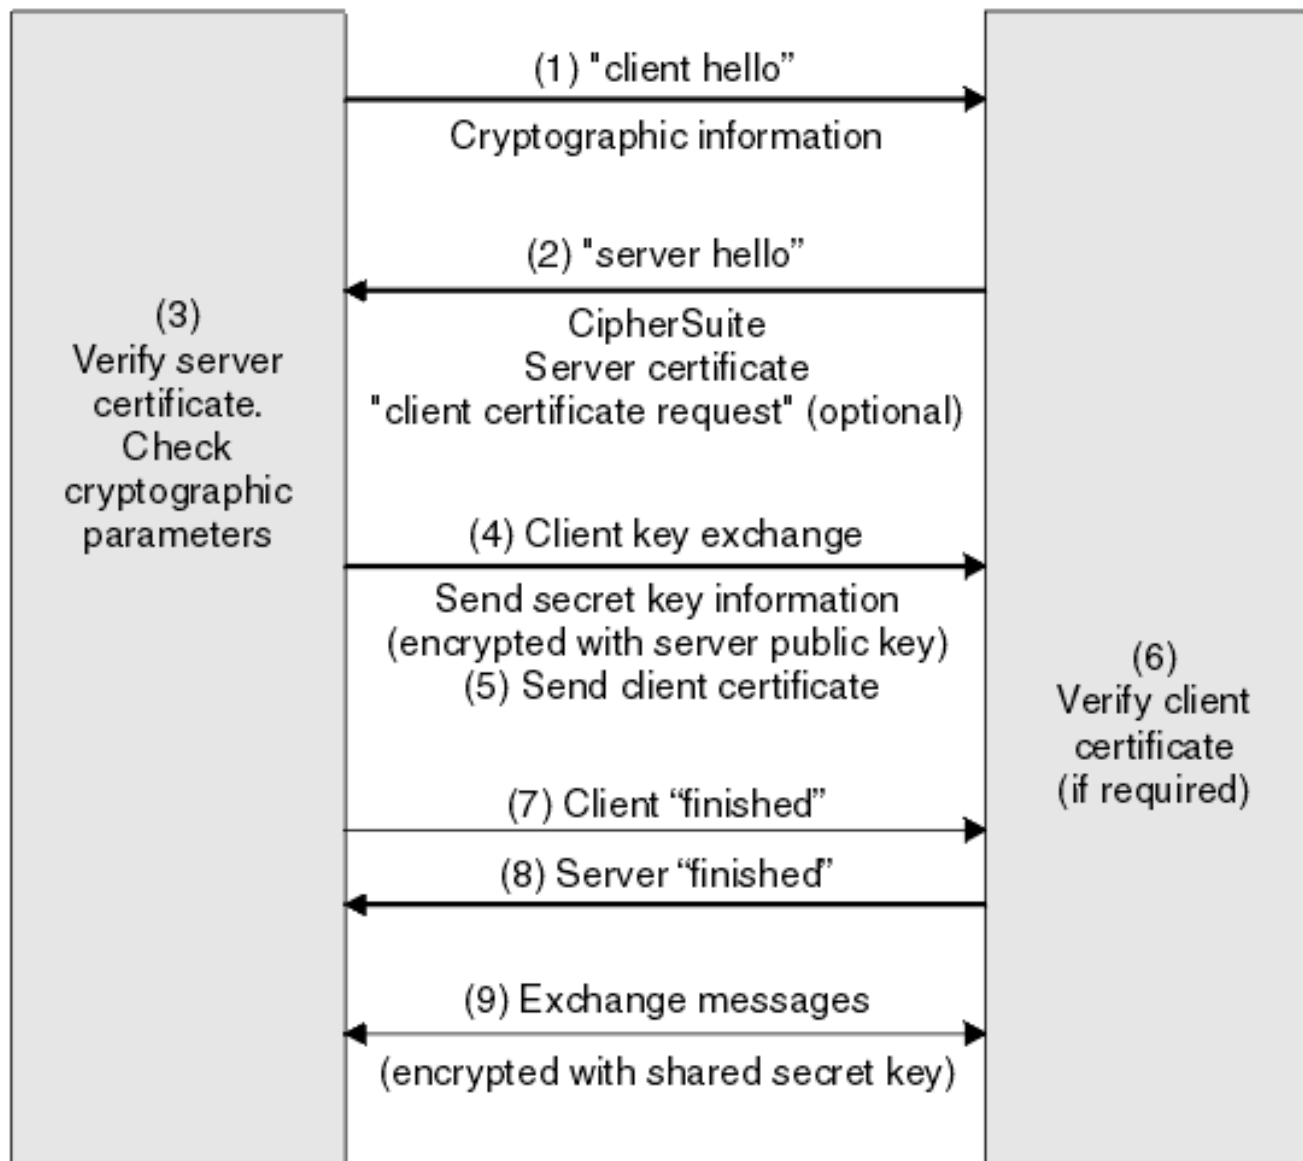 (1) "client hello”
Cryptographic information
(2) "server hello”
CipherSuite
Server certificate
"client certificate request" (optional)
(3)
Verify server
certificate.
Check
cryptographic
parameters
(4) Client key exchange
Send secret key information
(encrypted with server public key)
(5) Send client certificate
(6)
Verify client
certificate
(if required)
(7) Client “finished”
(8) Server “finished”
(9) Exchange messages
(encrypted with shared secret key)